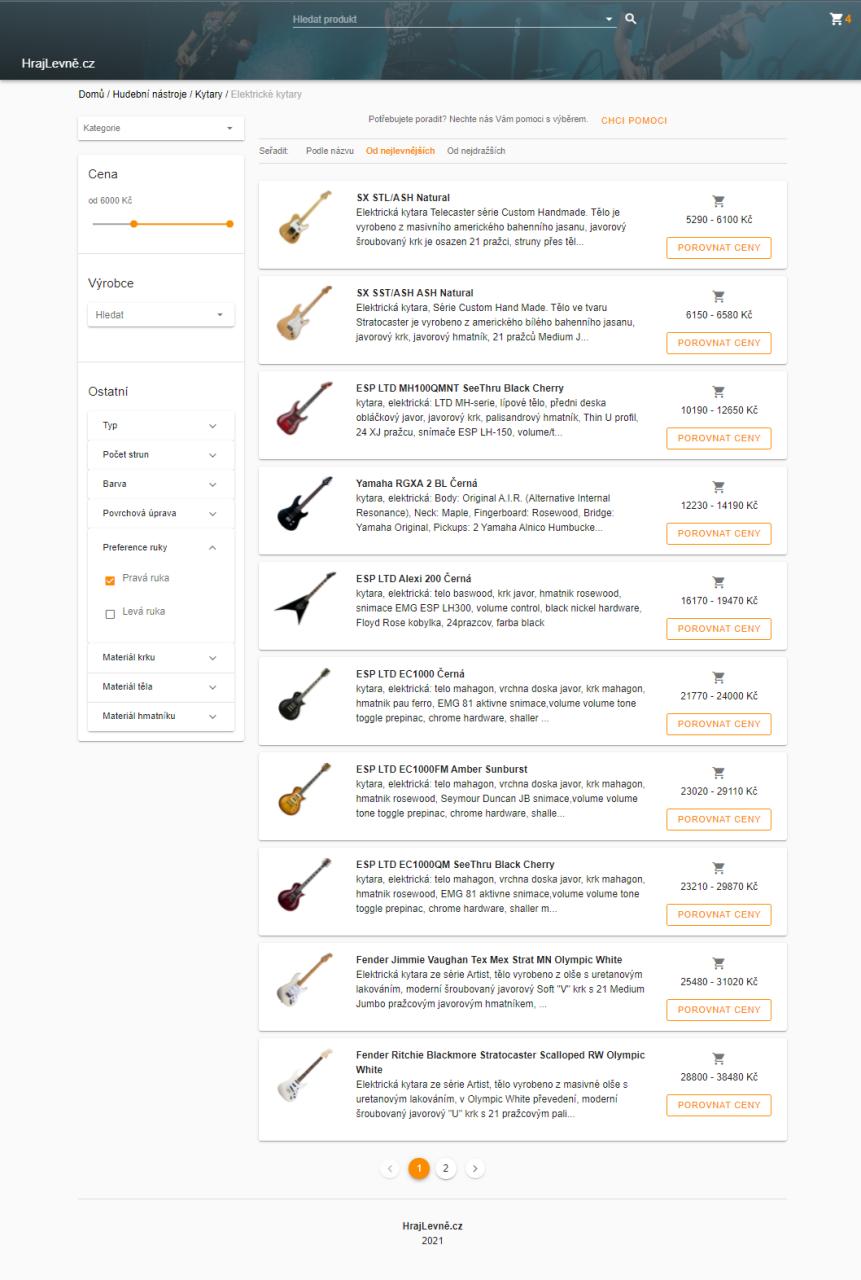 Hledat produkt
4
HrajLevně.cz
Domů / Hudební nástroje / Kytary / Elektrické kytary
Kategorie
Potřebujete poradit? Nechte nás Vám pomoci s výběrem. CHCI POMOCI
Seřadit: Podle názvu Od nejlevnějších Od nejdražších
Cena
od 6000 Kč
Výrobce
Hledat
Ostatní
Typ
Počet strun
Barva
Povrchová úprava
Preference ruky
Pravá ruka
Levá ruka
Materiál krku
Materiál těla
Materiál hmatníku
SX STL/ASH Natural
Elektrická kytara Telecaster série Custom Handmade. Tělo je
vyrobeno z masivního amerického bahenního jasanu, javorový
šroubovaný krk je osazen 21 pražci, struny přes těl...
5290 - 6100 Kč
POROVNAT CENY
SX SST/ASH ASH Natural
Elektrická kytara, Série Custom Hand Made. Tělo ve tvaru
Stratocaster je vyrobeno z amerického bílého bahenního jasanu,
javorový krk, javorový hmatník, 21 pražců Medium J...
6150 - 6580 Kč
POROVNAT CENY
ESP LTD MH100QMNT SeeThru Black Cherry
kytara, elektrická: LTD MH-serie, lípové tělo, předni deska
obláčkový javor, javorový krk, palisandrový hmatník, Thin U profil,
24 XJ pražcu, snímače ESP LH-150, volume/t...
10190 - 12650 Kč
POROVNAT CENY
Yamaha RGXA 2 BL Černá
kytara, elektrická: Body: Original A.I.R. (Alternative Internal
Resonance), Neck: Maple, Fingerboard: Rosewood, Bridge:
Yamaha Original, Pickups: 2 Yamaha Alnico Humbucke...
12230 - 14190 Kč
POROVNAT CENY
ESP LTD Alexi 200 Černá
kytara, elektrická: telo baswood, krk javor, hmatnik rosewood,
snimace EMG ESP LH300, volume control, black nickel hardware,
Floyd Rose kobylka, 24prazcov, farba black
16170 - 19470 Kč
POROVNAT CENY
ESP LTD EC1000 Černá
kytara, elektrická: telo mahagon, vrchna doska javor, krk mahagon,
hmatnik pau ferro, EMG 81 aktivne snimace,volume volume tone
toggle prepinac, chrome hardware, shaller ...
21770 - 24000 Kč
POROVNAT CENY
ESP LTD EC1000FM Amber Sunburst
kytara, elektrická: telo mahagon, vrchna doska javor, krk mahagon,
hmatnik rosewood, Seymour Duncan JB snimace,volume volume
tone toggle prepinac, chrome hardware, shalle...
23020 - 29110 Kč
POROVNAT CENY
ESP LTD EC1000QM SeeThru Black Cherry
kytara, elektrická: telo mahagon, vrchna doska javor, krk mahagon,
hmatnik rosewood, EMG 81 aktivne snimace,volume volume tone
toggle prepinac, chrome hardware, shaller m...
23210 - 29870 Kč
POROVNAT CENY
Fender Jimmie Vaughan Tex Mex Strat MN Olympic White
Elektrická kytara ze série Artist, tělo vyrobeno z olše s uretanovým
lakováním, moderní šroubovaný javorový Soft "V" krk s 21 Medium
Jumbo pražcovým javorovým hmatníkem, ...
25480 - 31020 Kč
POROVNAT CENY
Fender Ritchie Blackmore Stratocaster Scalloped RW Olympic
White
Elektrická kytara ze série Artist, tělo vyrobeno z masivné olše s
uretanovým lakováním, v Olympic White převedení, moderní
šroubovaný javorový "U" krk s 21 pražcovým pali...
28800 - 38480 Kč
POROVNAT CENY
1 2
HrajLevně.cz
2021